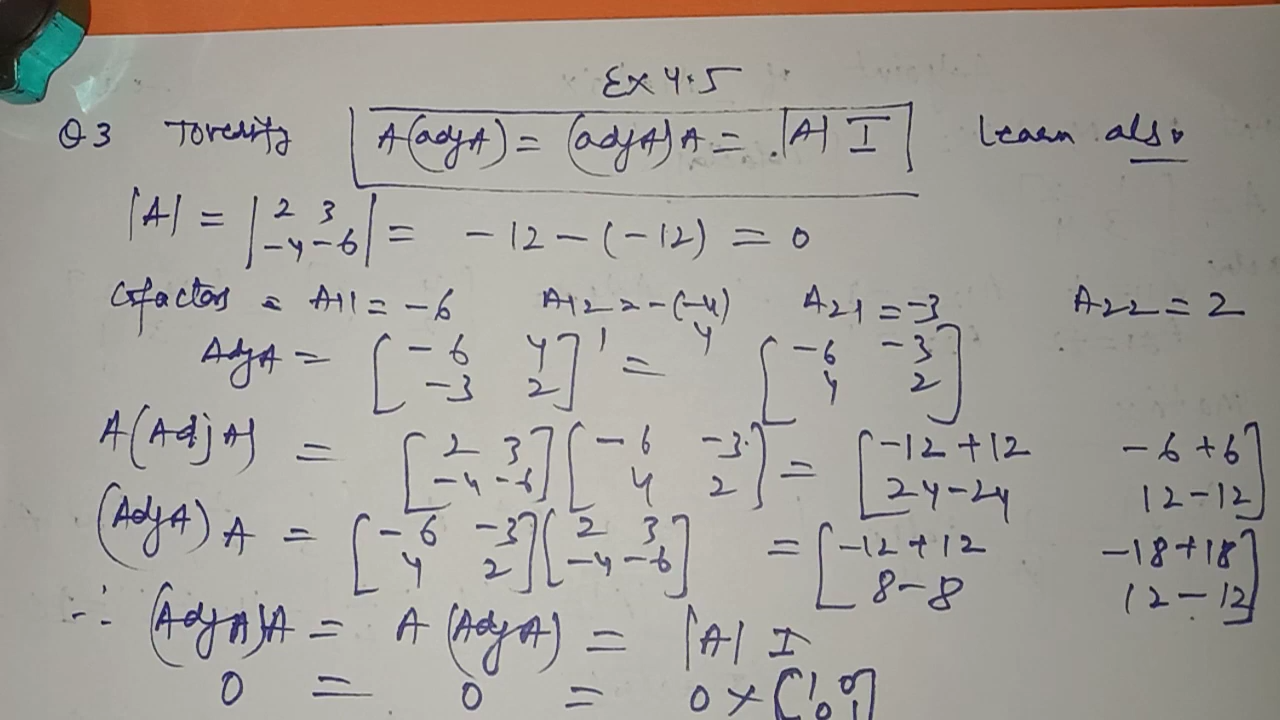 Ex 4.5
Q3 To verify A(adjA) = (adjA)A = |A| I Learn also
|A| = | 2 3 | = -12 - (-12) = 0
-4 -6
Cofactors = A11 = -6 A12 = -(-4) A21 = -3 A22 = 2
4
AdjA = [ -6 4 ]' = [ -6 -3 ]
-3 2 4 2
A(AdjA) = [ 2 3 ] [ -6 -3 ] = [ -12+12 -6+6 ]
-4 -6 4 2 24-24 12-12
(AdjA) A = [ -6 -3 ] [ 2 3 ] = [ -12+12 -18+18 ]
4 2 -4 -6 8-8 12-12
∴ (AdjA)A = A (AdjA) = |A| I
0 = 0 = 0 × [ 1 0 ]
0 1